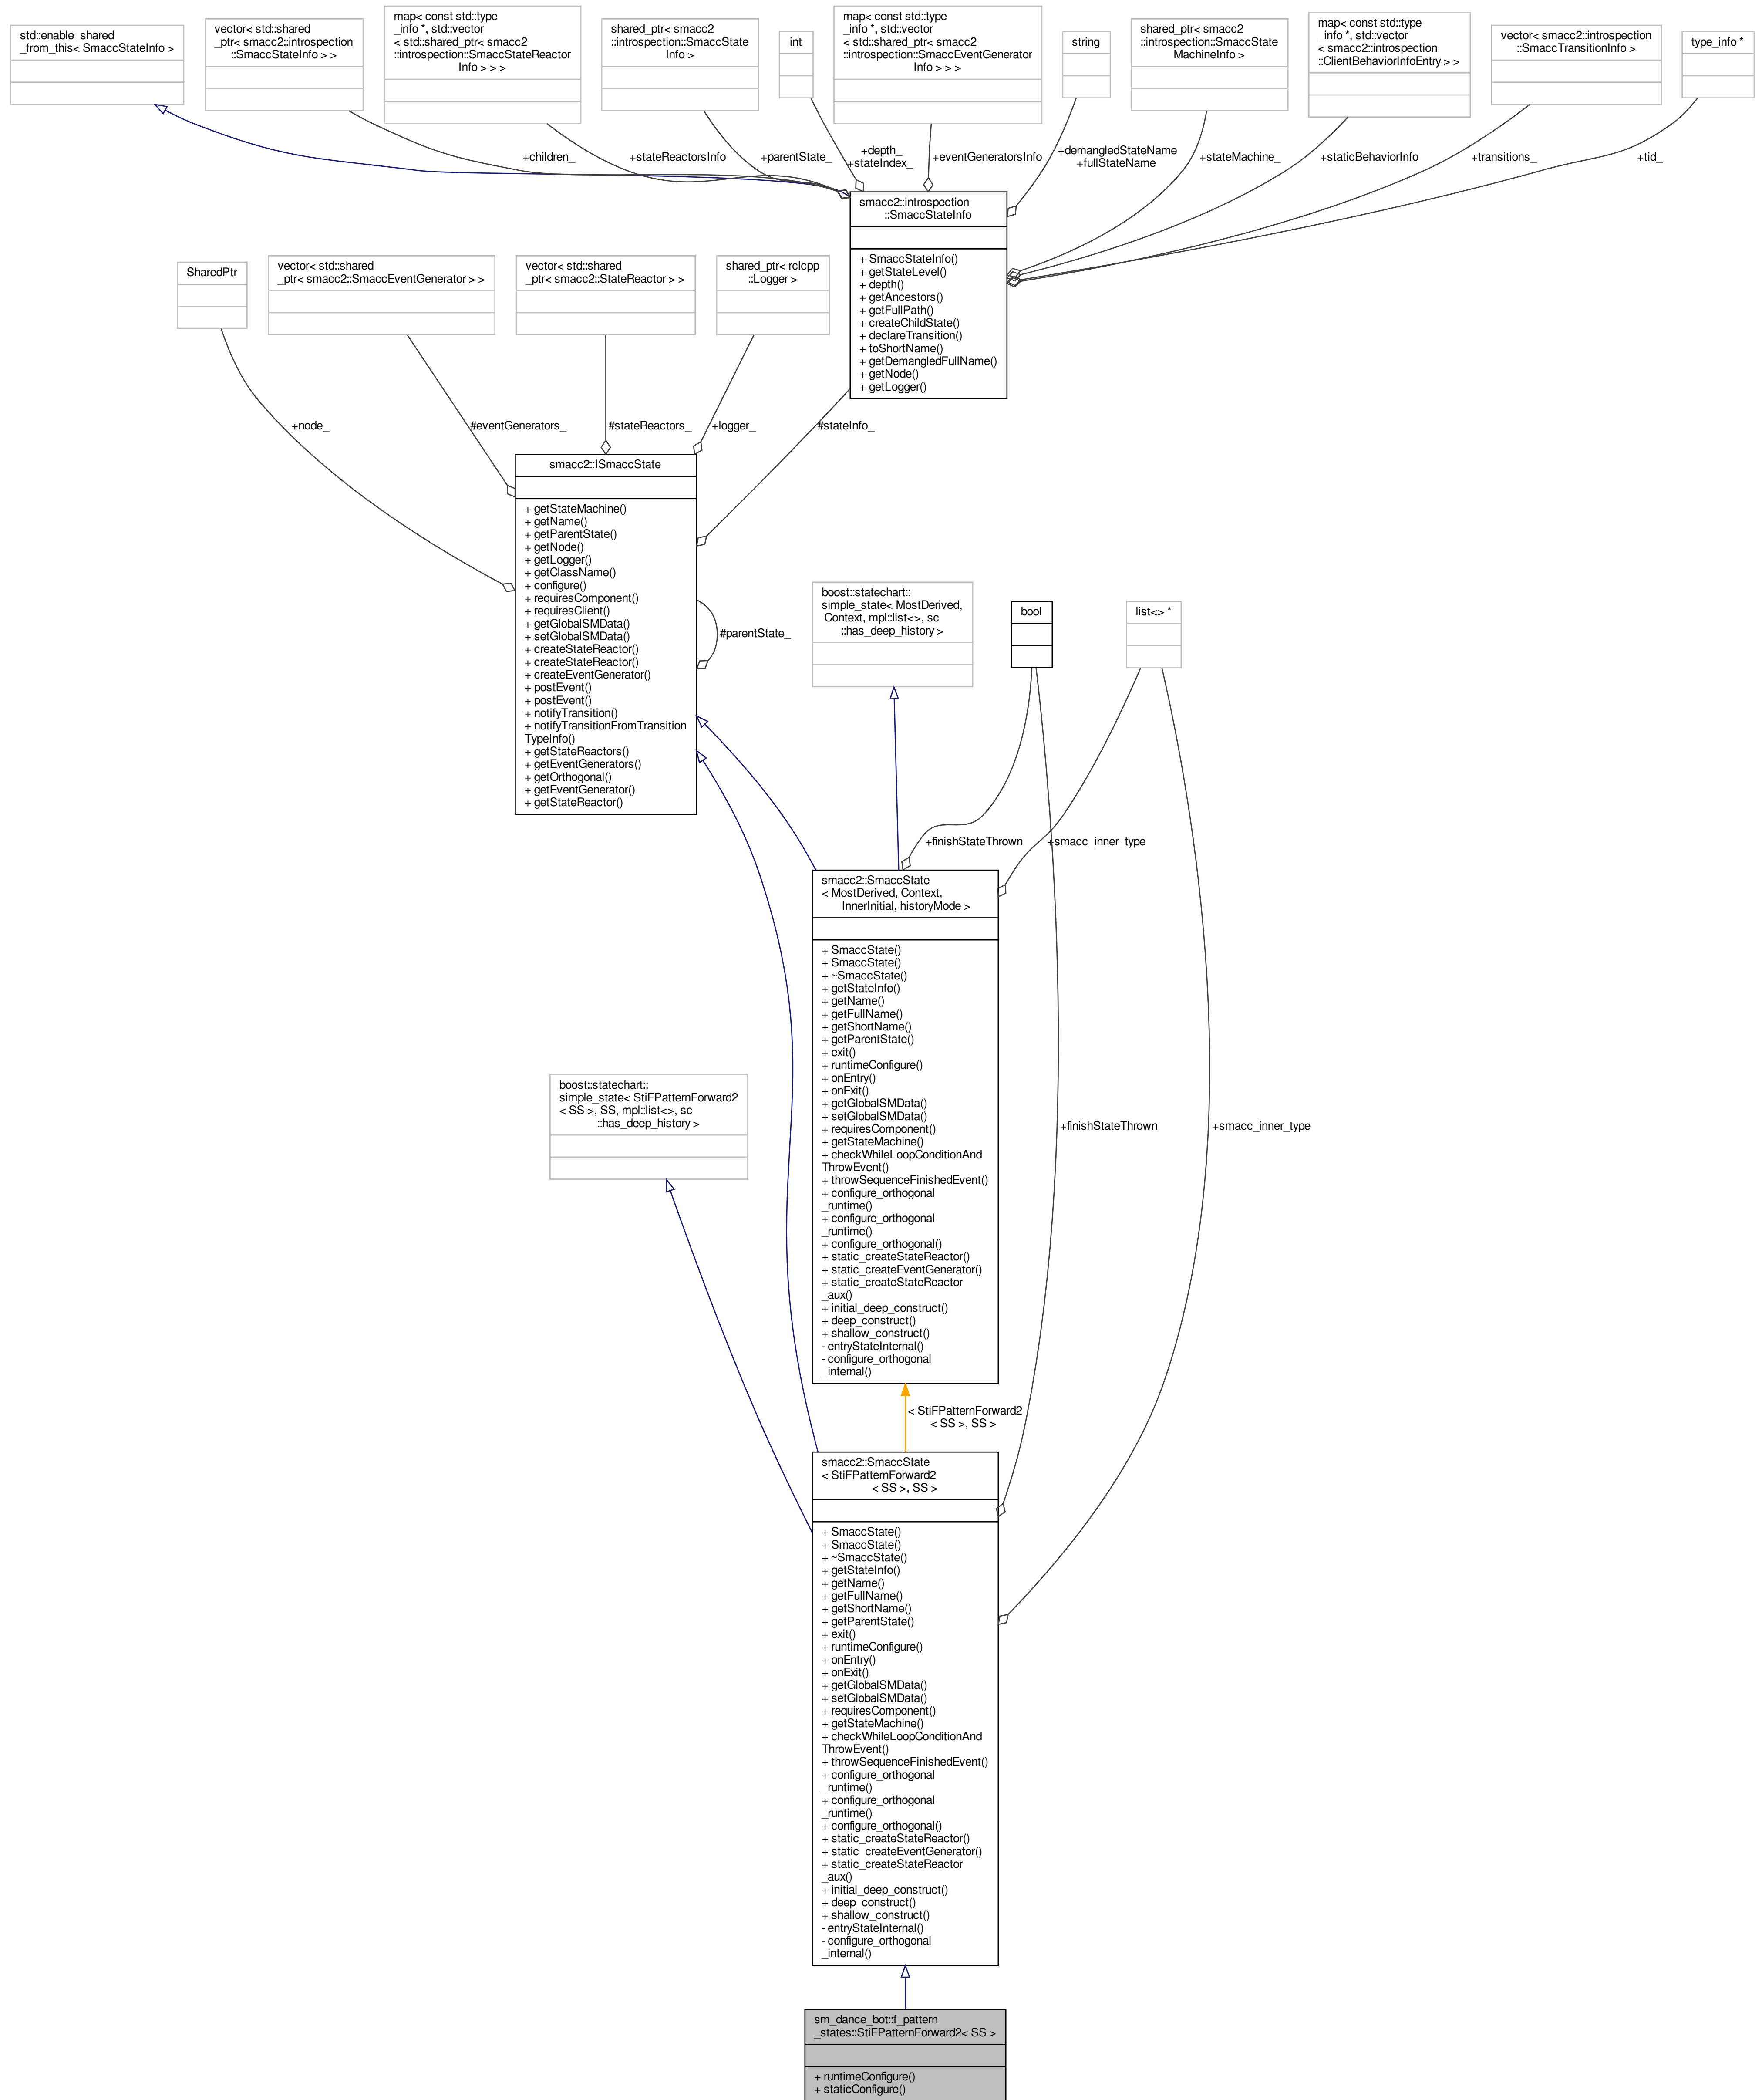 std::enable_shared
_from_this< SmaccStateInfo >
vector< std::shared
_ptr< smacc2::introspection
::SmaccStateInfo > >
map< const std::type
_info *, std::vector
< std::shared_ptr< smacc2
::introspection::SmaccStateReactor
Info > > >
shared_ptr< smacc2
::introspection::SmaccState
Info >
int
map< const std::type
_info *, std::vector
< std::shared_ptr< smacc2
::introspection::SmaccEventGenerator
Info > > >
string
shared_ptr< smacc2
::introspection::SmaccState
MachineInfo >
map< const std::type
_info *, std::vector
< smacc2::introspection
::ClientBehaviorInfoEntry > >
vector< smacc2::introspection
::SmaccTransitionInfo >
type_info *
+children_
+stateReactorsInfo
+parentState_
+depth_
+stateIndex_
+eventGeneratorsInfo
+demangledStateName
+fullStateName
+stateMachine_
+staticBehaviorInfo
+transitions_
+tid_
smacc2::introspection
::SmaccStateInfo
+ SmaccStateInfo()
+ getStateLevel()
+ depth()
+ getAncestors()
+ getFullPath()
+ createChildState()
+ declareTransition()
+ toShortName()
+ getDemangledFullName()
+ getNode()
+ getLogger()
SharedPtr
vector< std::shared
_ptr< smacc2::SmaccEventGenerator > >
vector< std::shared
_ptr< smacc2::StateReactor > >
shared_ptr< rclcpp
::Logger >
+node_
#eventGenerators_
#stateReactors_
+logger_
#stateInfo_
smacc2::ISmaccState
+ getStateMachine()
+ getName()
+ getParentState()
+ getNode()
+ getLogger()
+ getClassName()
+ configure()
+ requiresComponent()
+ requiresClient()
+ getGlobalSMData()
+ setGlobalSMData()
+ createStateReactor()
+ createStateReactor()
+ createEventGenerator()
+ postEvent()
+ postEvent()
+ notifyTransition()
+ notifyTransitionFromTransition
TypeInfo()
+ getStateReactors()
+ getEventGenerators()
+ getOrthogonal()
+ getEventGenerator()
+ getStateReactor()
#parentState_
boost::statechart::
simple_state< MostDerived,
Context, mpl::list<>, sc
::has_deep_history >
bool
list<> *
+finishStateThrown
+smacc_inner_type
smacc2::SmaccState
< MostDerived, Context,
InnerInitial, historyMode >
+ SmaccState()
+ SmaccState()
+ ~SmaccState()
+ getStateInfo()
+ getName()
+ getFullName()
+ getShortName()
+ getParentState()
+ exit()
+ runtimeConfigure()
+ onEntry()
+ onExit()
+ getGlobalSMData()
+ setGlobalSMData()
+ requiresComponent()
+ getStateMachine()
+ checkWhileLoopConditionAnd
ThrowEvent()
+ throwSequenceFinishedEvent()
+ configure_orthogonal
_runtime()
+ configure_orthogonal
_runtime()
+ configure_orthogonal()
+ static_createStateReactor()
+ static_createEventGenerator()
+ static_createStateReactor
_aux()
+ initial_deep_construct()
+ deep_construct()
+ shallow_construct()
- entryStateInternal()
- configure_orthogonal
_internal()
boost::statechart::
simple_state< StiFPatternForward2
< SS >, SS, mpl::list<>, sc
::has_deep_history >
+finishStateThrown
+smacc_inner_type
< StiFPatternForward2
< SS >, SS >
smacc2::SmaccState
< StiFPatternForward2
< SS >, SS >
+ SmaccState()
+ SmaccState()
+ ~SmaccState()
+ getStateInfo()
+ getName()
+ getFullName()
+ getShortName()
+ getParentState()
+ exit()
+ runtimeConfigure()
+ onEntry()
+ onExit()
+ getGlobalSMData()
+ setGlobalSMData()
+ requiresComponent()
+ getStateMachine()
+ checkWhileLoopConditionAnd
ThrowEvent()
+ throwSequenceFinishedEvent()
+ configure_orthogonal
_runtime()
+ configure_orthogonal
_runtime()
+ configure_orthogonal()
+ static_createStateReactor()
+ static_createEventGenerator()
+ static_createStateReactor
_aux()
+ initial_deep_construct()
+ deep_construct()
+ shallow_construct()
- entryStateInternal()
- configure_orthogonal
_internal()
sm_dance_bot::f_pattern
_states::StiFPatternForward2< SS >
+ runtimeConfigure()
+ staticConfigure()